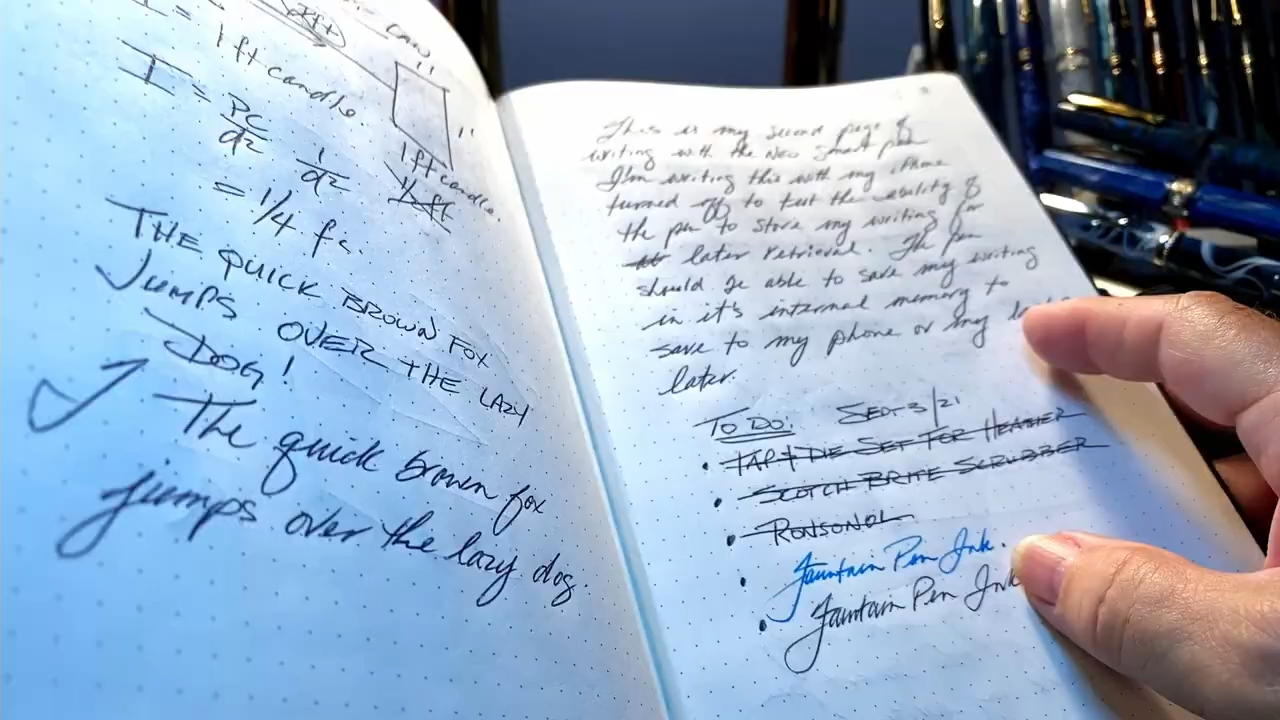 I =
1 ft candle
I = PC/d² 1/d²
1 ft candle.
= 1/4 fc.
THE QUICK BROWN FOX
JUMPS OVER THE LAZY
DOG!
The quick brown fox
jumps over the lazy dog.
This is my second page of
writing with the New Smart pen
I'm writing this with my iPhone
turned off to test the ability of
the pen to store my writing for
later retrieval. The pen
should be able to save my writing
in it's internal memory to
save to my phone or my
later.
TO DO: SEPT 3/21
• TAP & DIE SET FOR HEATHER
• SCOTCH BRITE SCRUBBER
• RONSONOL
• Fountain Pen Ink.
• Fountain Pen Ink